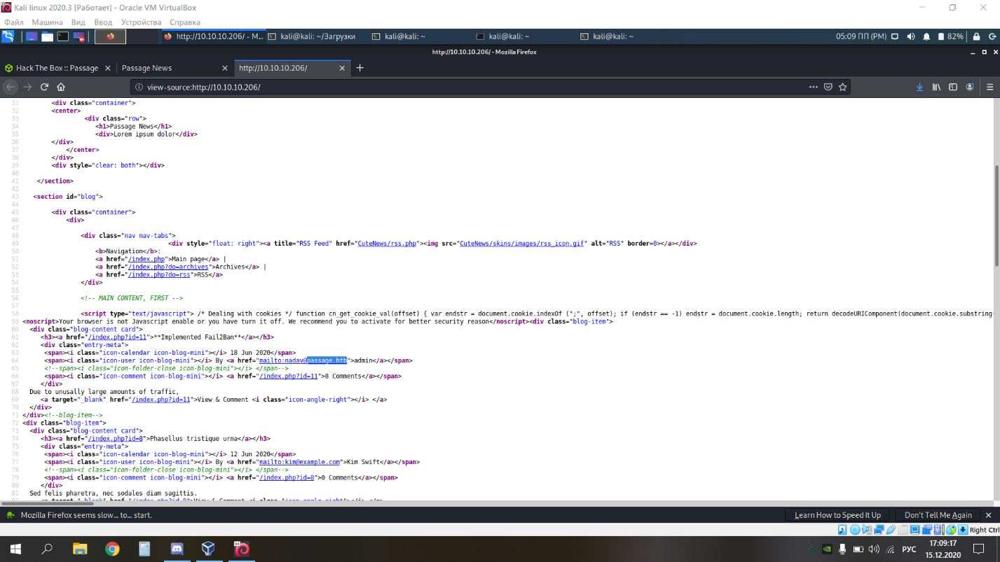 Kali linux 2020.3 [Работает] - Oracle VM VirtualBox
Файл Машина Вид Ввод Устройства Справка
http://10.10.10.206/ - M... kali@kali: ~/Загрузки kali@kali: ~ kali@kali: ~ kali@kali: ~ 05:09 ПП (PM) 82%
http://10.10.10.206/ - Mozilla Firefox
Hack The Box :: Passage Passage News http://10.10.10.206/
view-source:http://10.10.10.206/
31 <div class="container">
32 <center>
33 <div class="row">
34 <h1>Passage News</h1>
35 <div>Lorem ipsum dolor</div>
36 </div>
37 </center>
38 </div>
39 <div style="clear: both"></div>
40
41 </section>
42
43 <section id="blog">
44
45 <div class="container">
46 <div>
47
48 <div class="nav nav-tabs">
49 <div style="float: right"><a title="RSS Feed" href="CuteNews/rss.php"><img src="CuteNews/skins/images/rss_icon.gif" alt="RSS" border=0></a></div>
50 <b>Navigation</b>:
51 <a href="/index.php">Main page</a> |
52 <a href="/index.php?do=archives">Archives</a> |
53 <a href="/index.php?do=rss">RSS</a>
54 </div>
55
56 <!-- MAIN CONTENT, FIRST -->
57
58 <script type="text/javascript"> /* Dealing with cookies */ function cn_get_cookie_val(offset) { var endstr = document.cookie.indexOf (";", offset); if (endstr == -1) endstr = document.cookie.length; return decodeURIComponent(document.cookie.substring(
59 <noscript>Your browser is not Javascript enable or you have turn it off. We recommend you to activate for better security reason</noscript><div class="blog-item">
60 <div class="blog-content card">
61 <h3><a href="/index.php?id=11">**Implemented Fail2Ban**</a></h3>
62 <div class="entry-meta">
63 <span><i class="icon-calendar icon-blog-mini"></i> 18 Jun 2020</span>
64 <span><i class="icon-user icon-blog-mini"></i> By <a href="mailto:nadav@passage.htb">admin</a></span>
65 <!--span><i class="icon-folder-close icon-blog-mini"></i> </span-->
66 <span><i class="icon-comment icon-blog-mini"></i> <a href="/index.php?id=11">8 Comments</a></span>
67 </div>
68 Due to unusally large amounts of traffic,
69 <a target="_blank" href="/index.php?id=11">View & Comment <i class="icon-angle-right"></i> </a>
70 </div>
71 </div><!--blog-item-->
72 <div class="blog-item">
73 <div class="blog-content card">
74 <h3><a href="/index.php?id=8">Phasellus tristique urna</a></h3>
75 <div class="entry-meta">
76 <span><i class="icon-calendar icon-blog-mini"></i> 12 Jun 2020</span>
77 <span><i class="icon-user icon-blog-mini"></i> By <a href="mailto:kim@example.com">Kim Swift</a></span>
78 <!--span><i class="icon-folder-close icon-blog-mini"></i> </span-->
79 <span><i class="icon-comment icon-blog-mini"></i> <a href="/index.php?id=8">0 Comments</a></span>
80 </div>
81 Sed felis pharetra, nec sodales diam sagittis.
Mozilla Firefox seems slow... to... start. Learn How to Speed It Up Don't Tell Me Again
Right Ctrl
РУС 17:09:17
15.12.2020